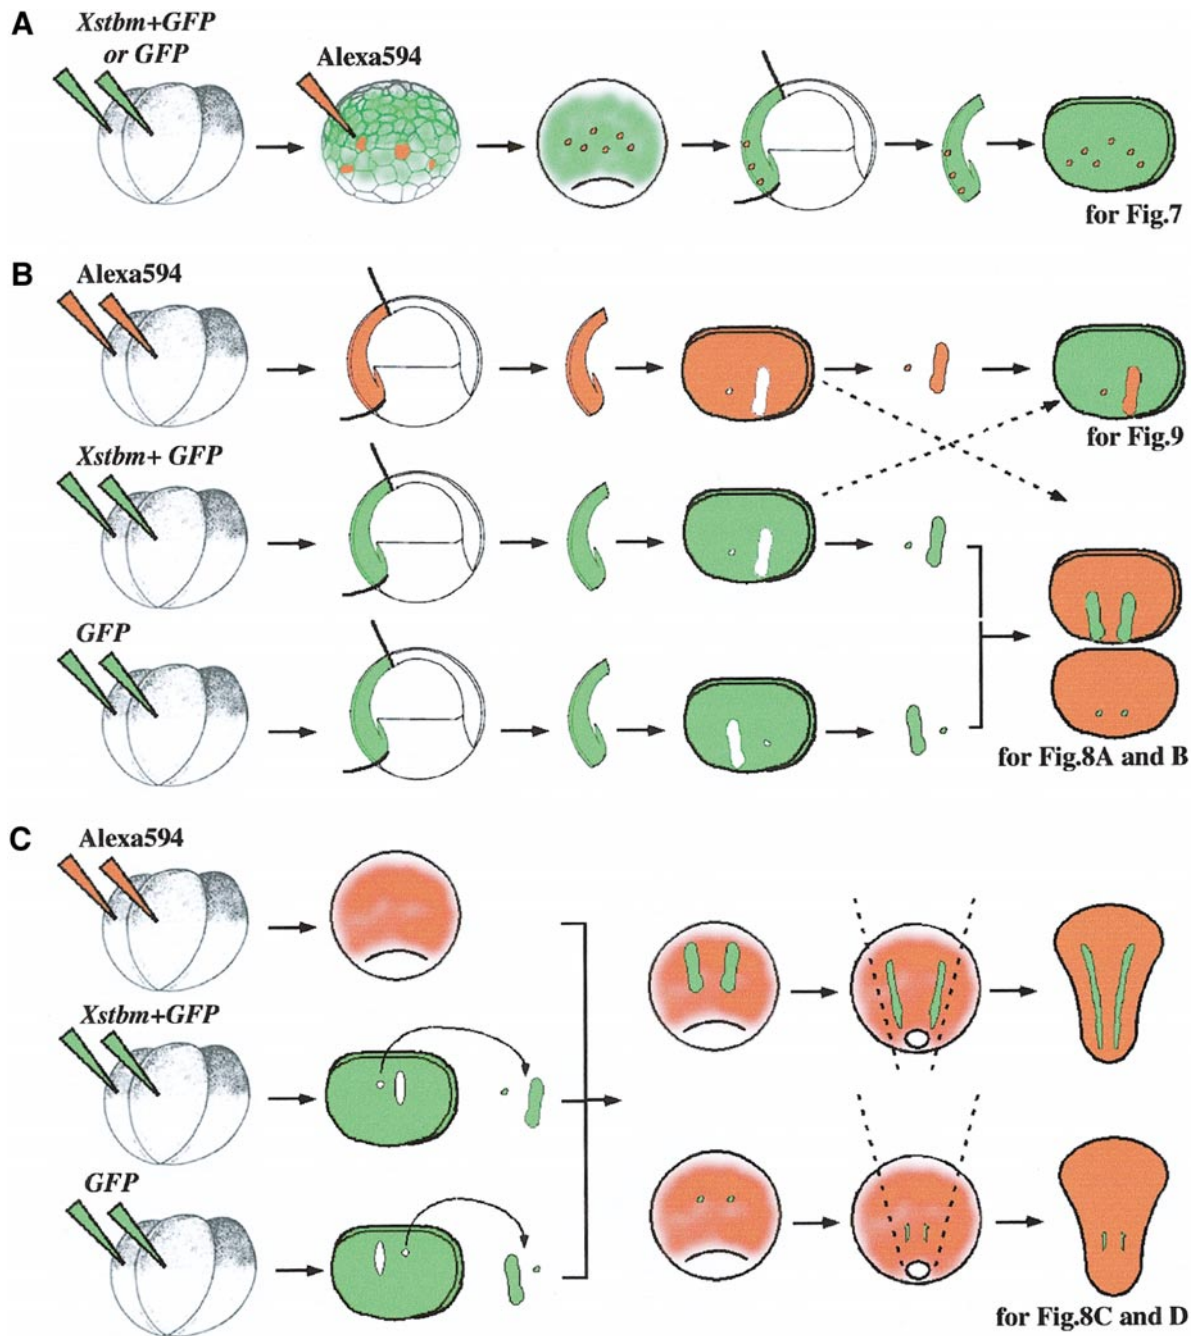 A
Xstbm+GFP
or GFP
Alexa594
for Fig.7
B
Alexa594
for Fig.9
Xstbm+ GFP
GFP
for Fig.8A and B
C
Alexa594
Xstbm+GFP
GFP
for Fig.8C and D